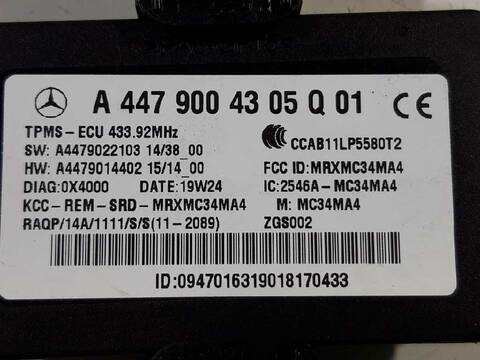 A 447 900 43 05 Q 01 CE
TPMS-ECU 433.92MHz
CCAB11LP5580T2
SW: A4479022103 14/38_00
HW: A4479014402 15/14_00 FCC ID: MRXMC34MA4
DIAG:0X4000 DATE:19W24 IC:2546A-MC34MA4
KCC-REM-SRD-MRXMC34MA4 M: MC34MA4
RAQP/14A/1111/S/S(11-2089) ZGS002
ID:0947016319018170433